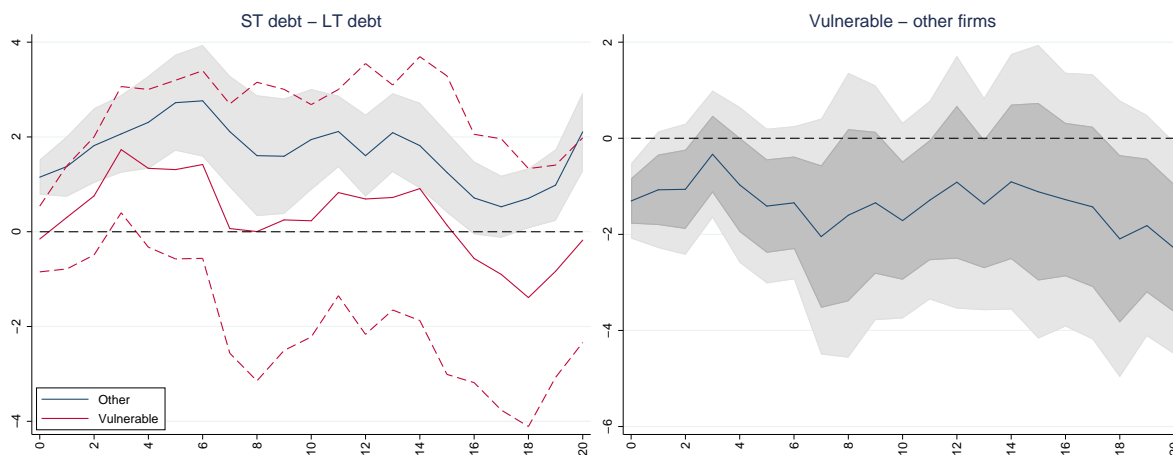 ST debt – LT debt
4
2
0
−2
−4
Other
Vulnerable
0 2 4 6 8 10 12 14 16 18 20
Vulnerable – other firms
2
0
−2
−4
−6
0 2 4 6 8 10 12 14 16 18 20